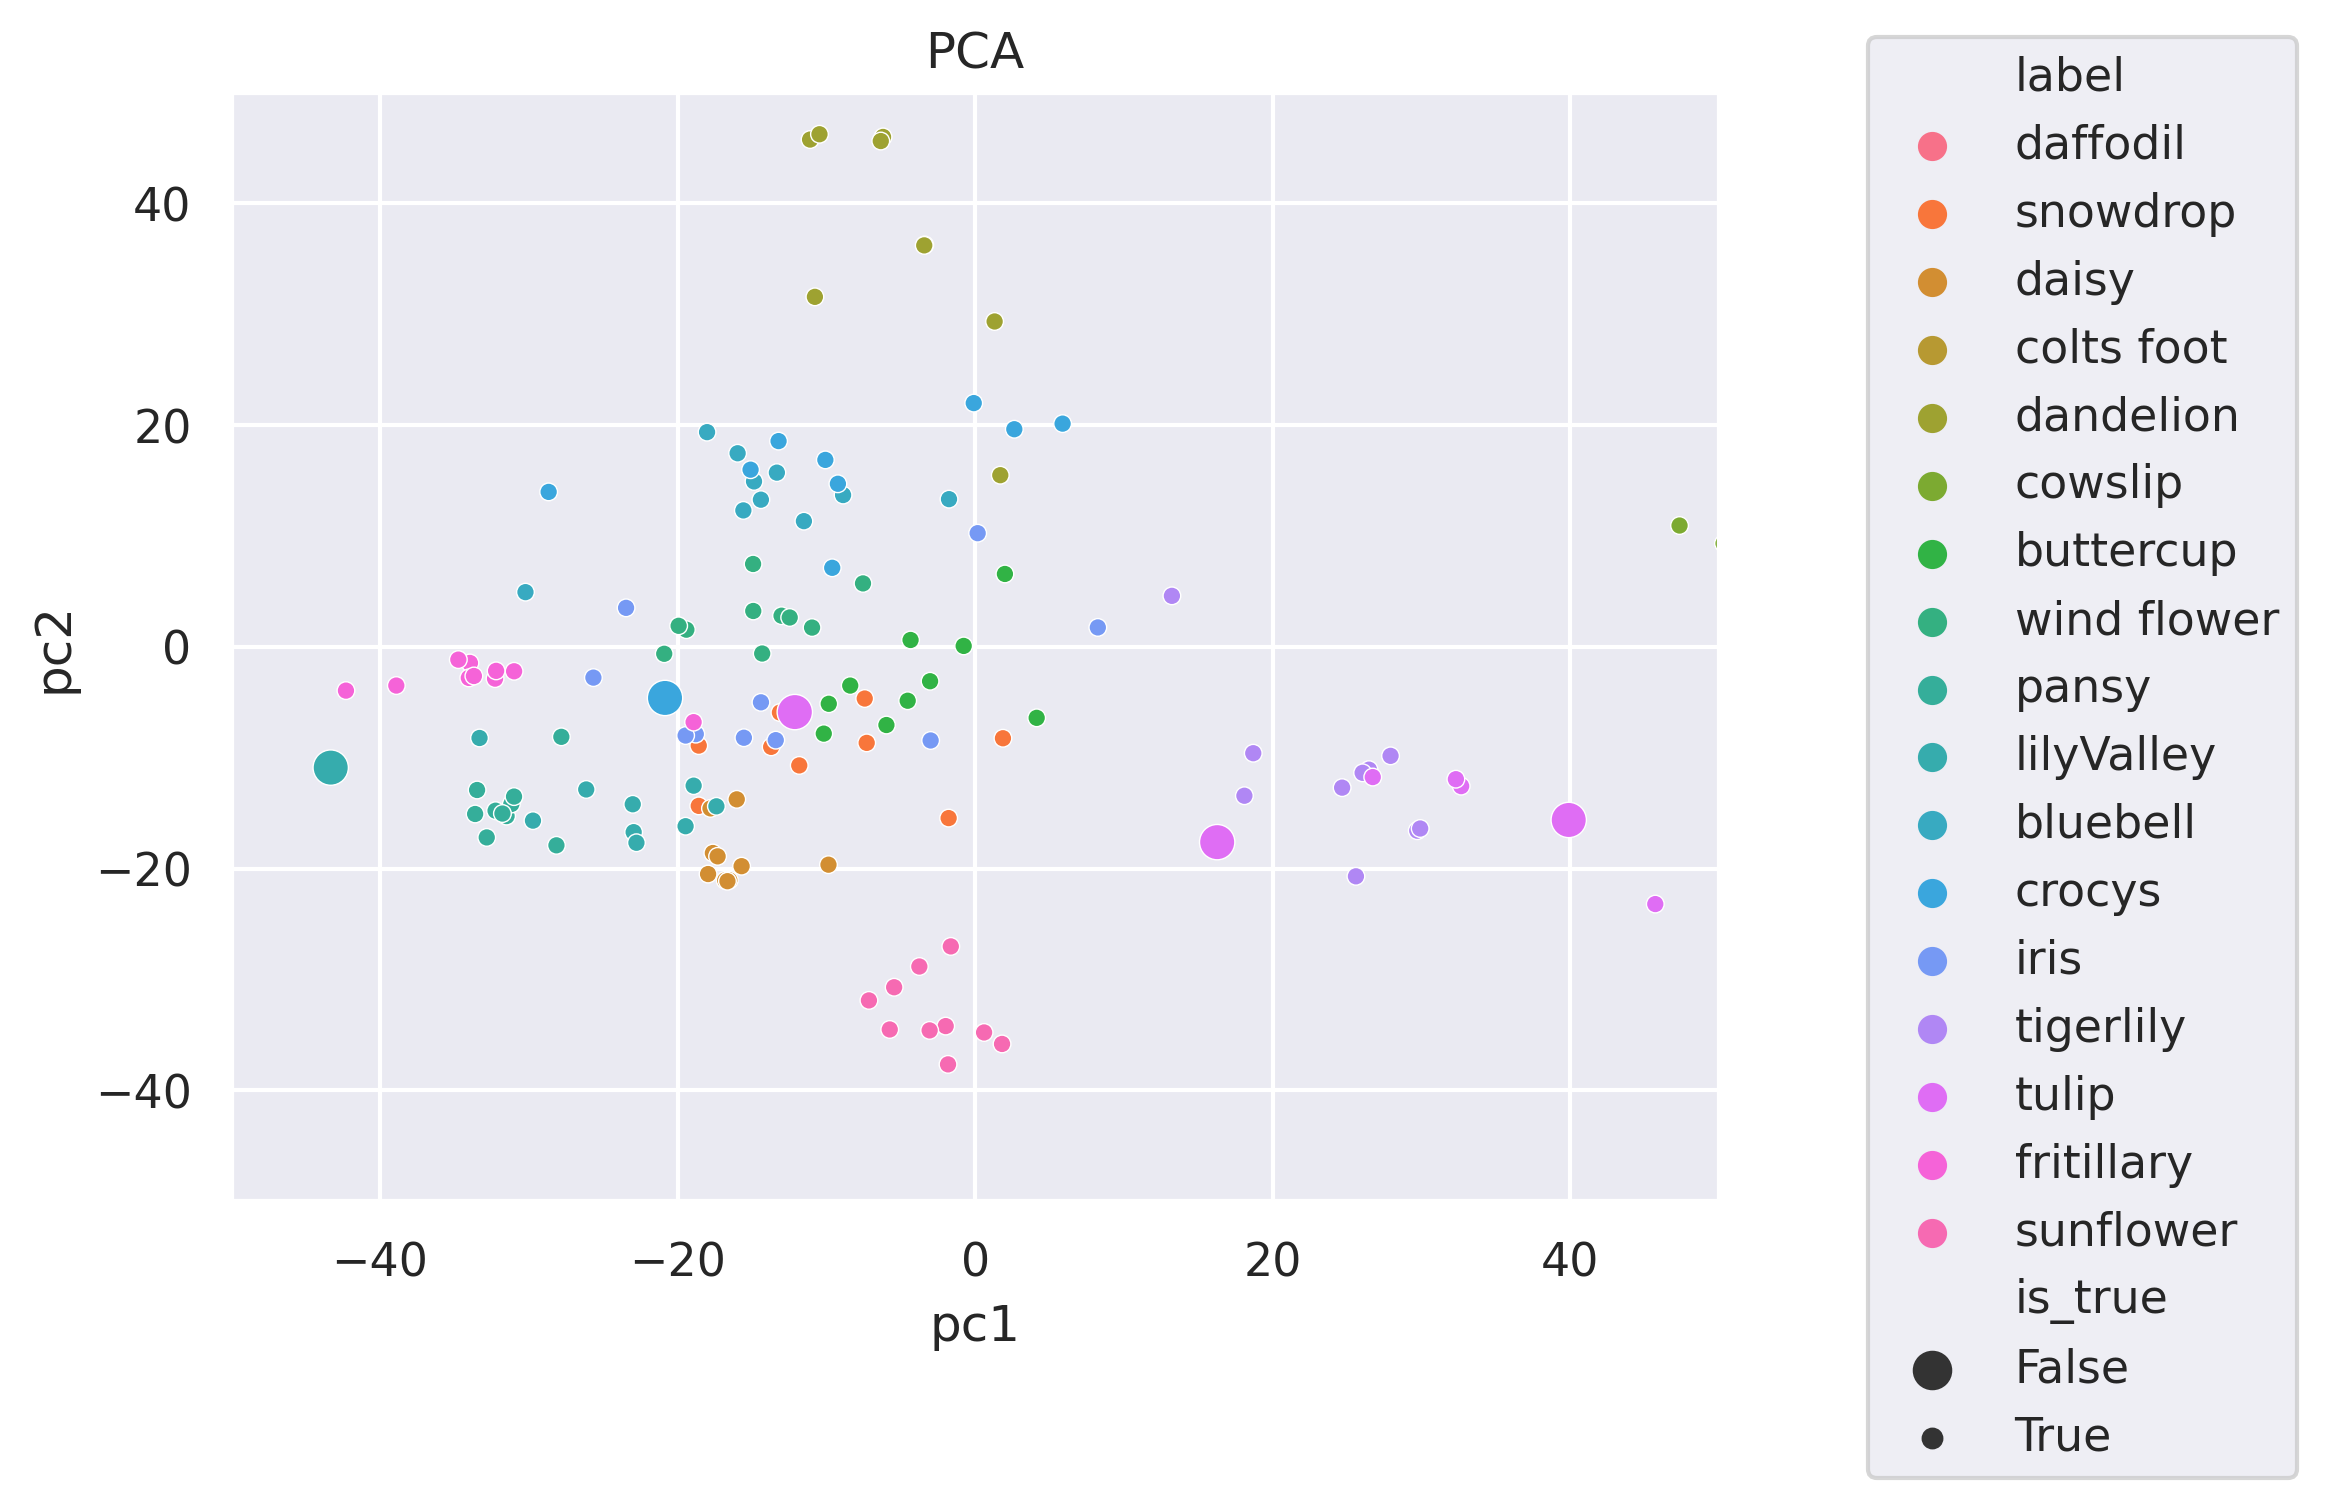 PCA
40
20
0
−20
−40
pc2
−40
−20
0
20
40
pc1
label
daffodil
snowdrop
daisy
colts foot
dandelion
cowslip
buttercup
wind flower
pansy
lilyValley
bluebell
crocys
iris
tigerlily
tulip
fritillary
sunflower
is_true
False
True